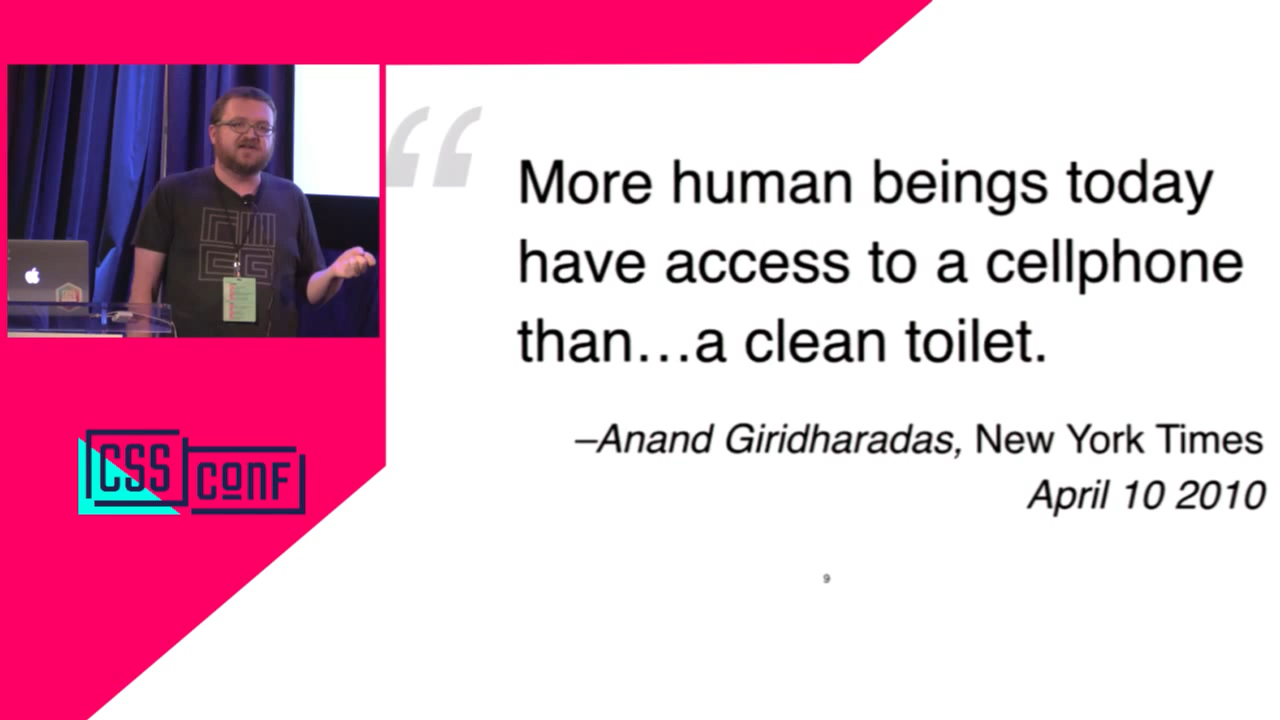 “
More human beings today
have access to a cellphone
than…a clean toilet.
–Anand Giridharadas, New York Times
April 10 2010
9
CSS
CONF